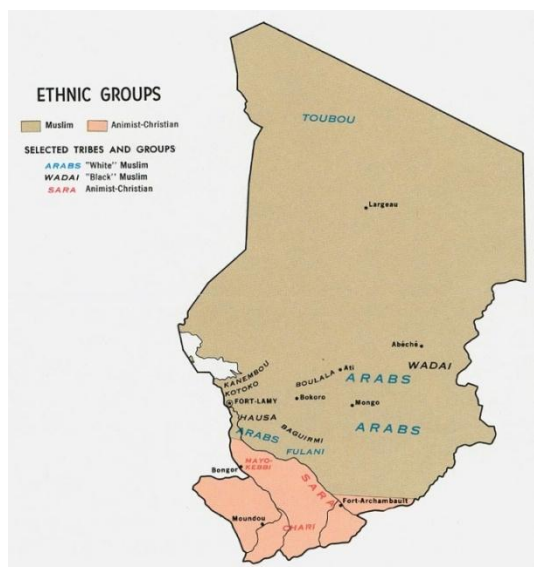 ETHNIC GROUPS
Muslim
Animist-Christian
SELECTED TRIBES AND GROUPS
ARABS "White" Muslim
WADAI "Black" Muslim
SARA Animist-Christian
TOUBOU
Largeau
Abéché
WADAI
Ati
ARABS
BOULALA
KANEMBOU
KOTOKO
FORT-LAMY
Bokoro
Mongo
HAUSA
BAGUIRMI
ARABS
ARABS
FULANI
MAYO-
KEBBI
Bongor
SARA
Fort-Archambault
Moundou
CHARI